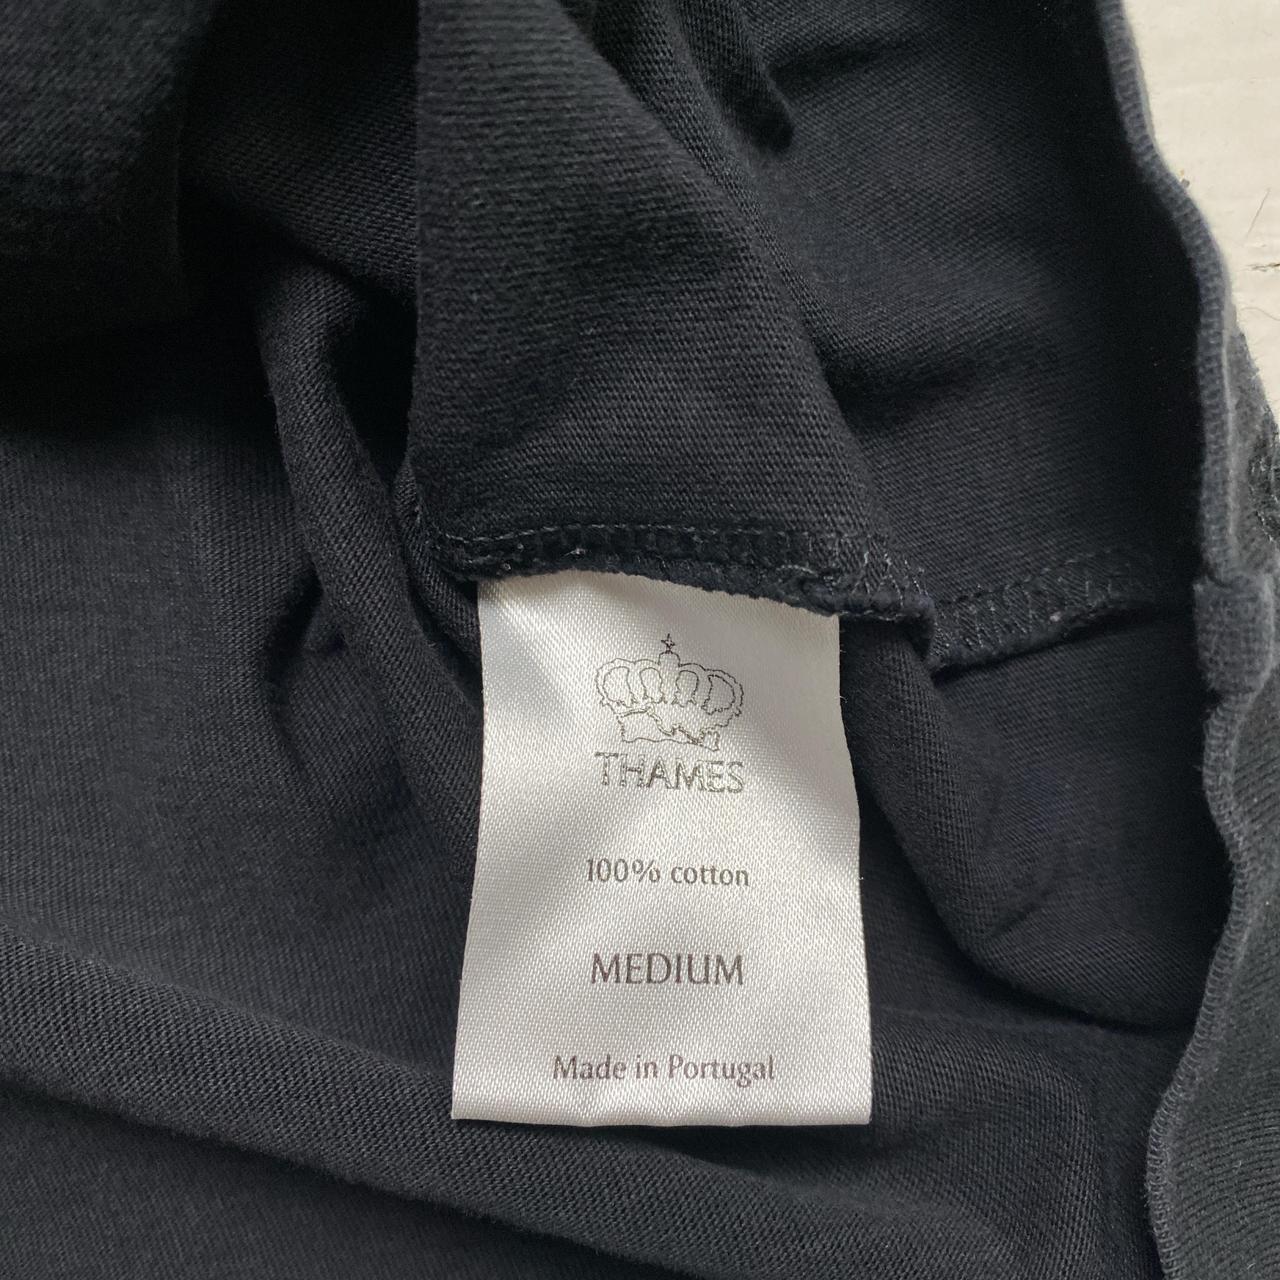 THAMES
100% cotton
MEDIUM
Made in Portugal